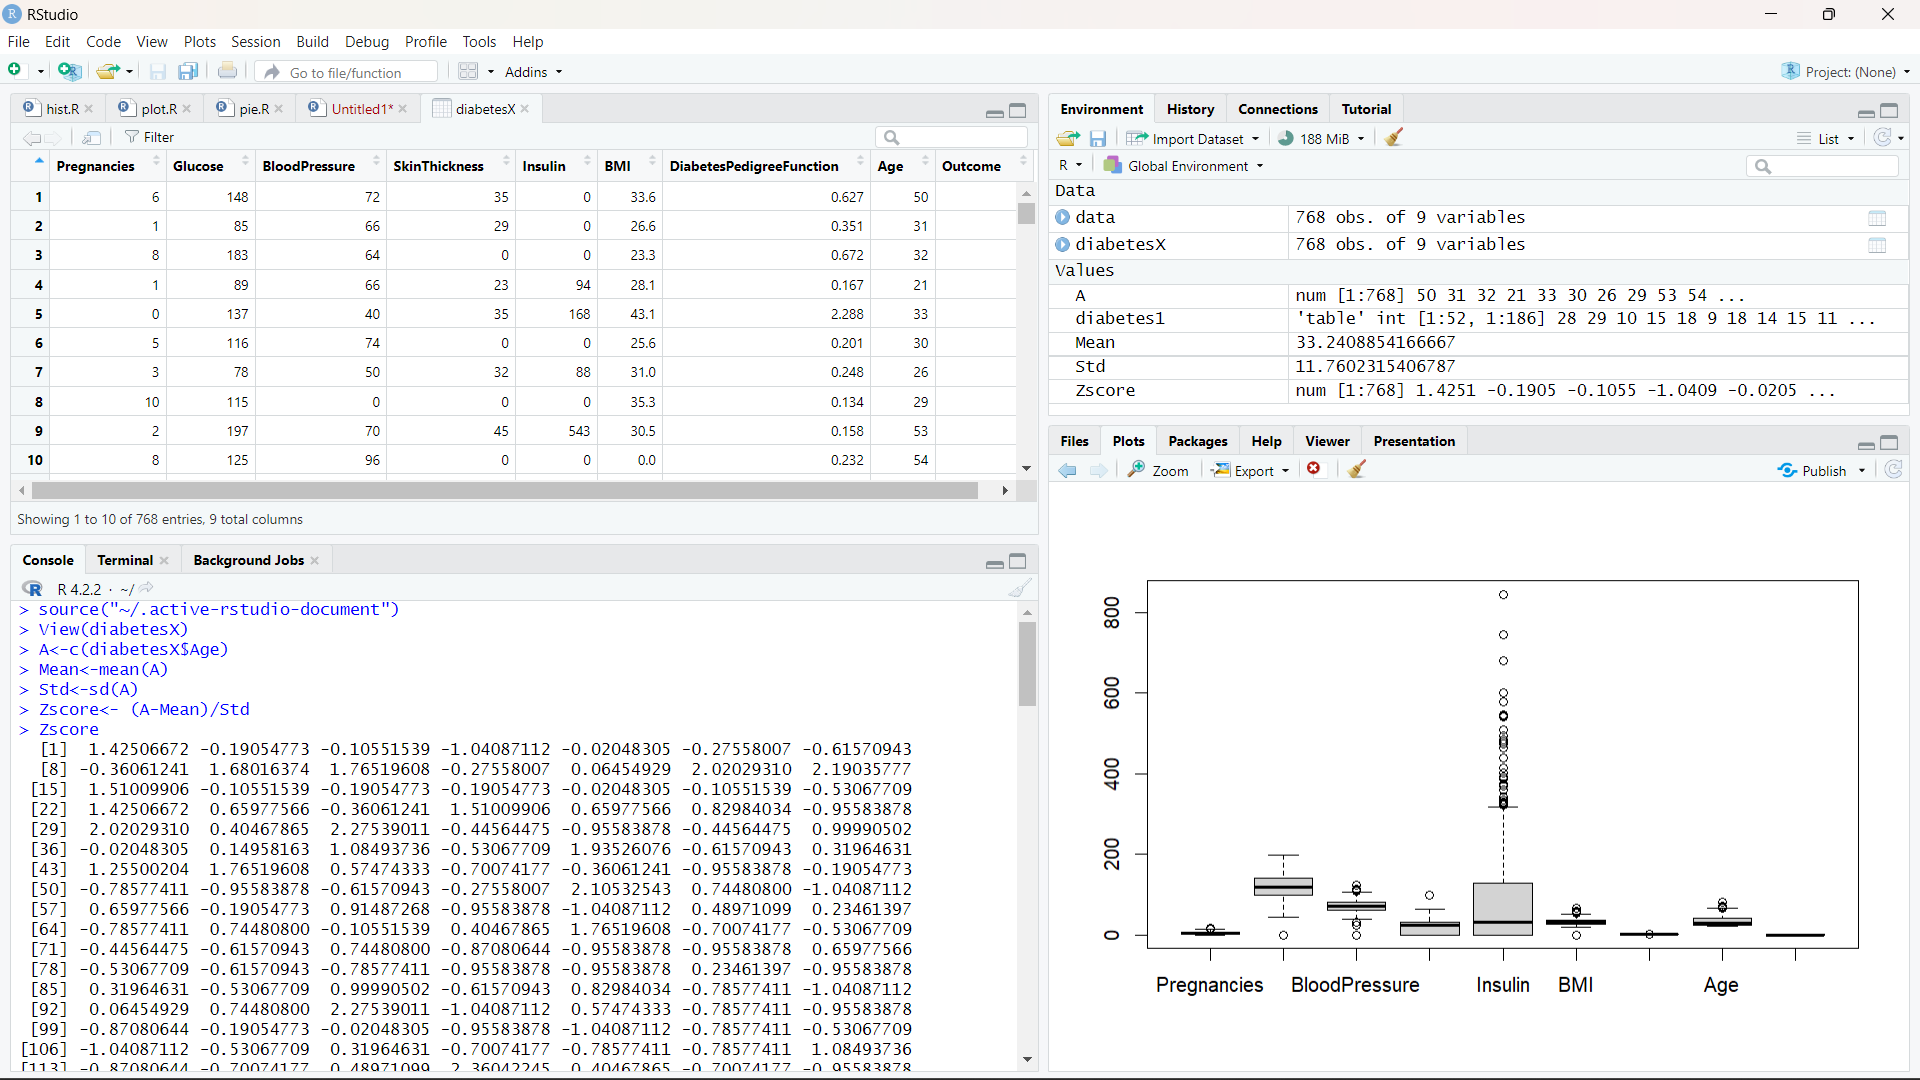 RStudio
File Edit Code View Plots Session Build Debug Profile Tools Help
Go to file/function Addins Project: (None)
hist.R plot.R pie.R Untitled1* diabetesX
Filter
Pregnancies Glucose BloodPressure SkinThickness Insulin BMI DiabetesPedigreeFunction Age Outcome
1 6 148 72 35 0 33.6 0.627 50
2 1 85 66 29 0 26.6 0.351 31
3 8 183 64 0 0 23.3 0.672 32
4 1 89 66 23 94 28.1 0.167 21
5 0 137 40 35 168 43.1 2.288 33
6 5 116 74 0 0 25.6 0.201 30
7 3 78 50 32 88 31.0 0.248 26
8 10 115 0 0 0 35.3 0.134 29
9 2 197 70 45 543 30.5 0.158 53
10 8 125 96 0 0 0.0 0.232 54
Showing 1 to 10 of 768 entries, 9 total columns
Console Terminal Background Jobs
R 4.2.2 · ~/
> source("~/.active-rstudio-document")
> View(diabetesX)
> A<-c(diabetesX$Age)
> Mean<-mean(A)
> Std<-sd(A)
> Zscore<- (A-Mean)/Std
> Zscore
[1] 1.42506672 -0.19054773 -0.10551539 -1.04087112 -0.02048305 -0.27558007 -0.61570943
[8] -0.36061241 1.68016374 1.76519608 -0.27558007 0.06454929 2.02029310 2.19035777
[15] 1.51009906 -0.10551539 -0.19054773 -0.19054773 -0.02048305 -0.10551539 -0.53067709
[22] 1.42506672 0.65977566 -0.36061241 1.51009906 0.65977566 0.82984034 -0.95583878
[29] 2.02029310 0.40467865 2.27539011 -0.44564475 -0.95583878 -0.44564475 0.99990502
[36] -0.02048305 0.14958163 1.08493736 -0.53067709 1.93526076 -0.61570943 0.31964631
[43] 1.25500204 1.76519608 0.57474333 -0.70074177 -0.36061241 -0.95583878 -0.19054773
[50] -0.78577411 -0.95583878 -0.61570943 -0.27558007 2.10532543 0.74480800 -1.04087112
[57] 0.65977566 -0.19054773 0.91487268 -0.95583878 -1.04087112 0.48971099 0.23461397
[64] -0.78577411 0.74480800 -0.10551539 0.40467865 1.76519608 -0.70074177 -0.53067709
[71] -0.44564475 -0.61570943 0.74480800 -0.87080644 -0.95583878 -0.95583878 0.65977566
[78] -0.53067709 -0.61570943 -0.78577411 -0.95583878 -0.95583878 0.23461397 -0.95583878
[85] 0.31964631 -0.53067709 0.99990502 -0.61570943 0.82984034 -0.78577411 -1.04087112
[92] 0.06454929 0.74480800 2.27539011 -1.04087112 0.57474333 -0.78577411 -0.95583878
[99] -0.87080644 -0.19054773 -0.02048305 -0.95583878 -1.04087112 -0.78577411 -0.53067709
[106] -1.04087112 -0.53067709 0.31964631 -0.70074177 -0.78577411 -0.78577411 1.08493736
[113] -0.87080644 -0.70074177 0.48971099 2.36042245 0.40467865 -0.70074177 -0.95583878
Environment History Connections Tutorial
Import Dataset 188 MiB List
R Global Environment
Data
data 768 obs. of 9 variables
diabetesX 768 obs. of 9 variables
Values
A num [1:768] 50 31 32 21 33 30 26 29 53 54 ...
diabetes1 'table' int [1:52, 1:186] 28 29 10 15 18 9 18 14 15 11 ...
Mean 33.2408854166667
Std 11.7602315406787
Zscore num [1:768] 1.4251 -0.1905 -0.1055 -1.0409 -0.0205 ...
Files Plots Packages Help Viewer Presentation
Zoom Export Publish
800
600
400
200
0
Pregnancies BloodPressure Insulin BMI Age